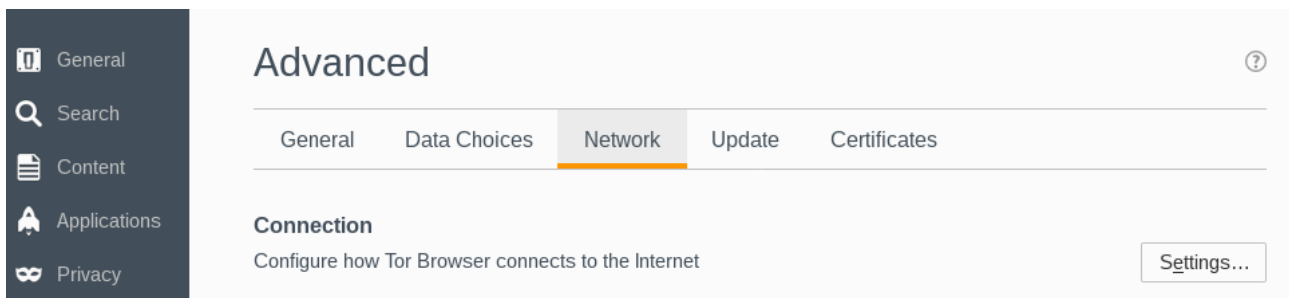 General
Search
Content
Applications
Privacy
Advanced
General Data Choices Network Update Certificates
Connection
Configure how Tor Browser connects to the Internet
Settings...